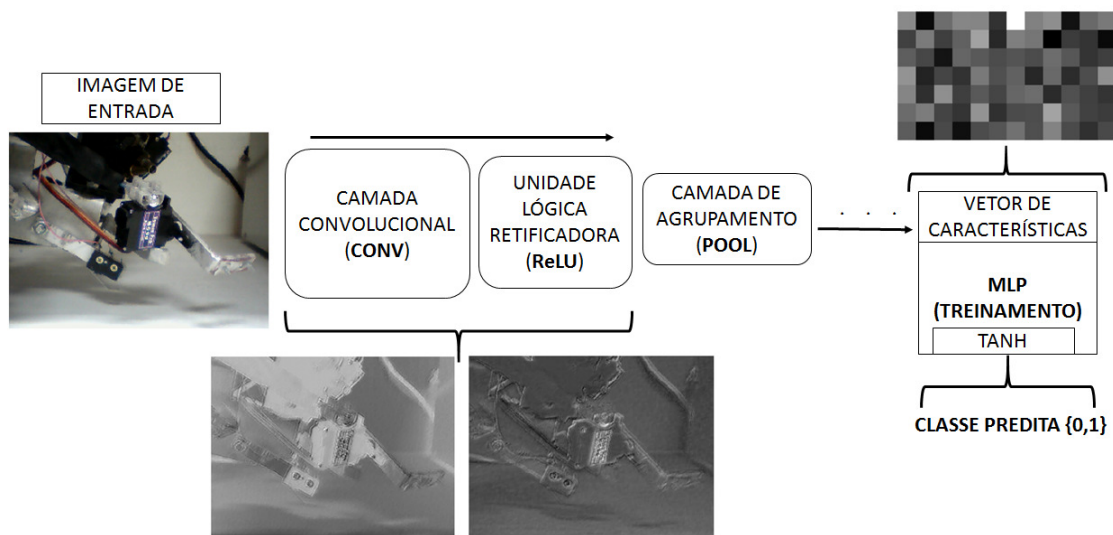 IMAGEM DE
ENTRADA
CAMADA
CONVOLUCIONAL
(CONV)
UNIDADE
LÓGICA
RETIFICADORA
(ReLU)
CAMADA DE
AGRUPAMENTO
(POOL)
. . .
VETOR DE
CARACTERÍSTICAS
MLP
(TREINAMENTO)
TANH
CLASSE PREDITA {0,1}